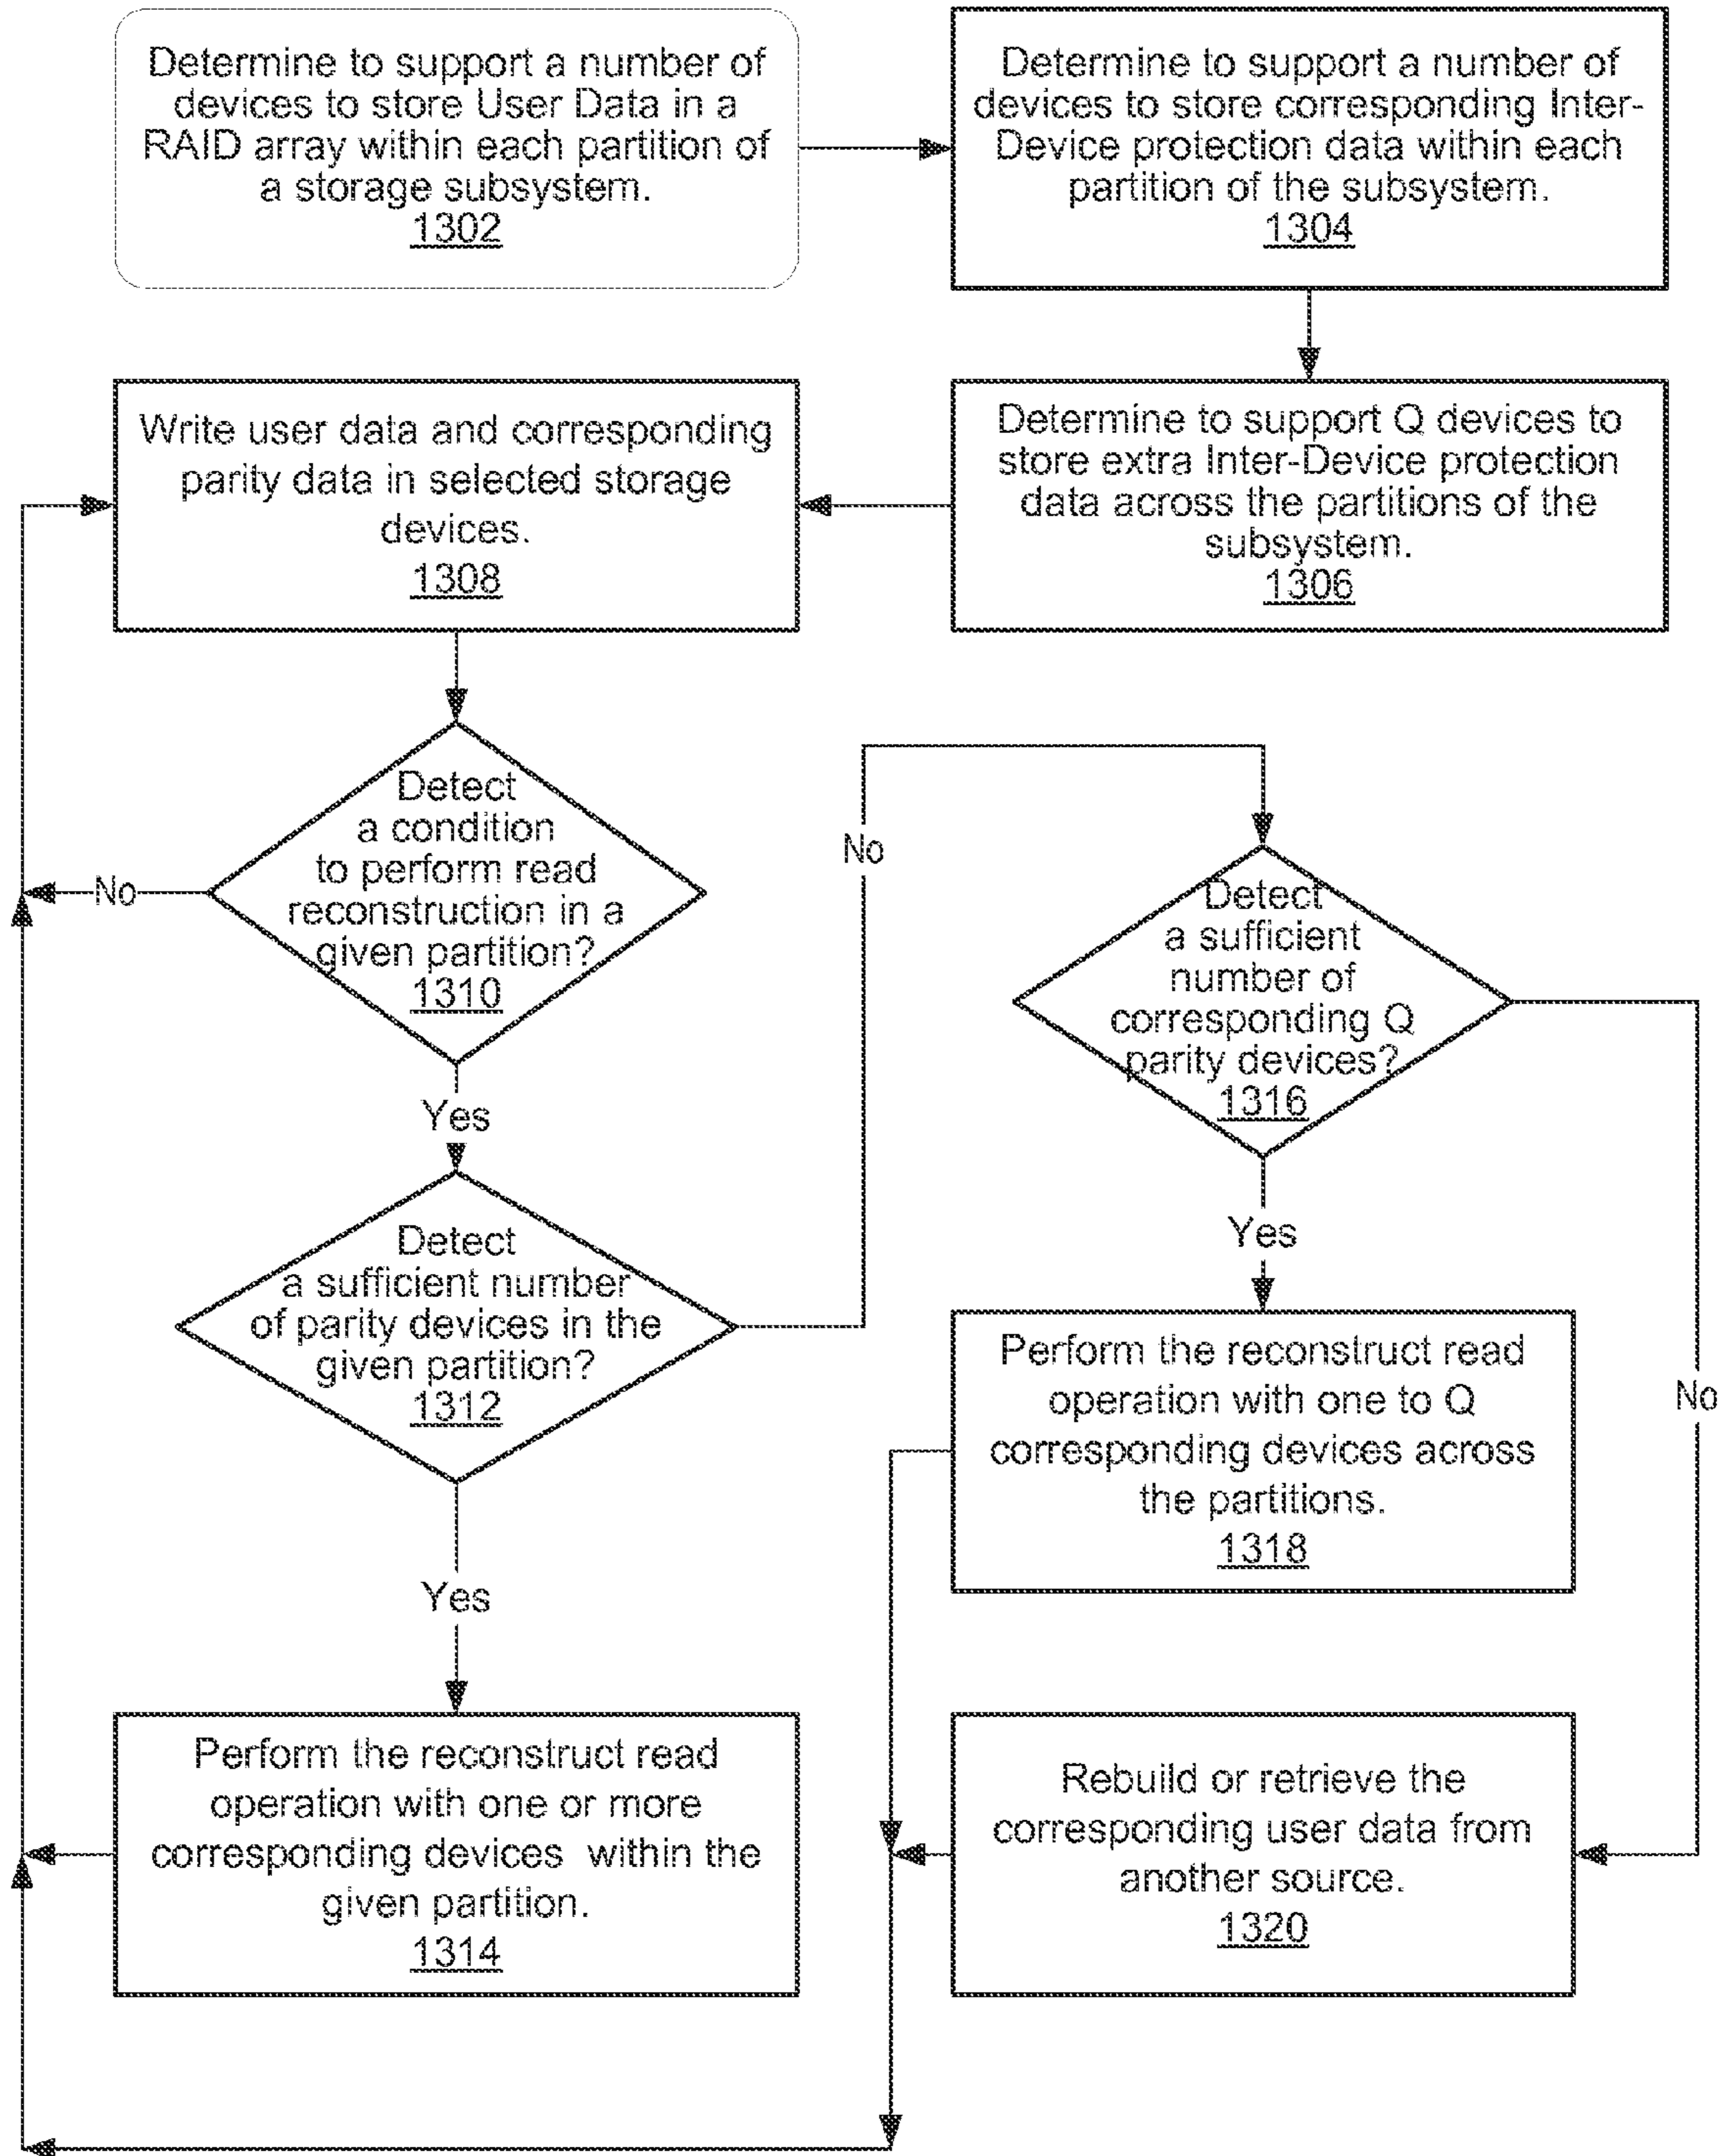 Determine to support a number of
devices to store User Data in a
RAID array within each partition of
a storage subsystem.
1302
Determine to support a number of
devices to store corresponding Inter-
Device protection data within each
partition of the subsystem.
1304
Determine to support Q devices to
store extra Inter-Device protection
data across the partitions of the
subsystem.
1306
Write user data and corresponding
parity data in selected storage
devices.
1308
Detect
a condition
to perform read
reconstruction in a
given partition?
1310
No
Yes
Detect
a sufficient number
of parity devices in the
given partition?
1312
No
Yes
Perform the reconstruct read
operation with one or more
corresponding devices within the
given partition.
1314
Detect
a sufficient
number of
corresponding Q
parity devices?
1316
Yes
No
Perform the reconstruct read
operation with one to Q
corresponding devices across
the partitions.
1318
Rebuild or retrieve the
corresponding user data from
another source.
1320